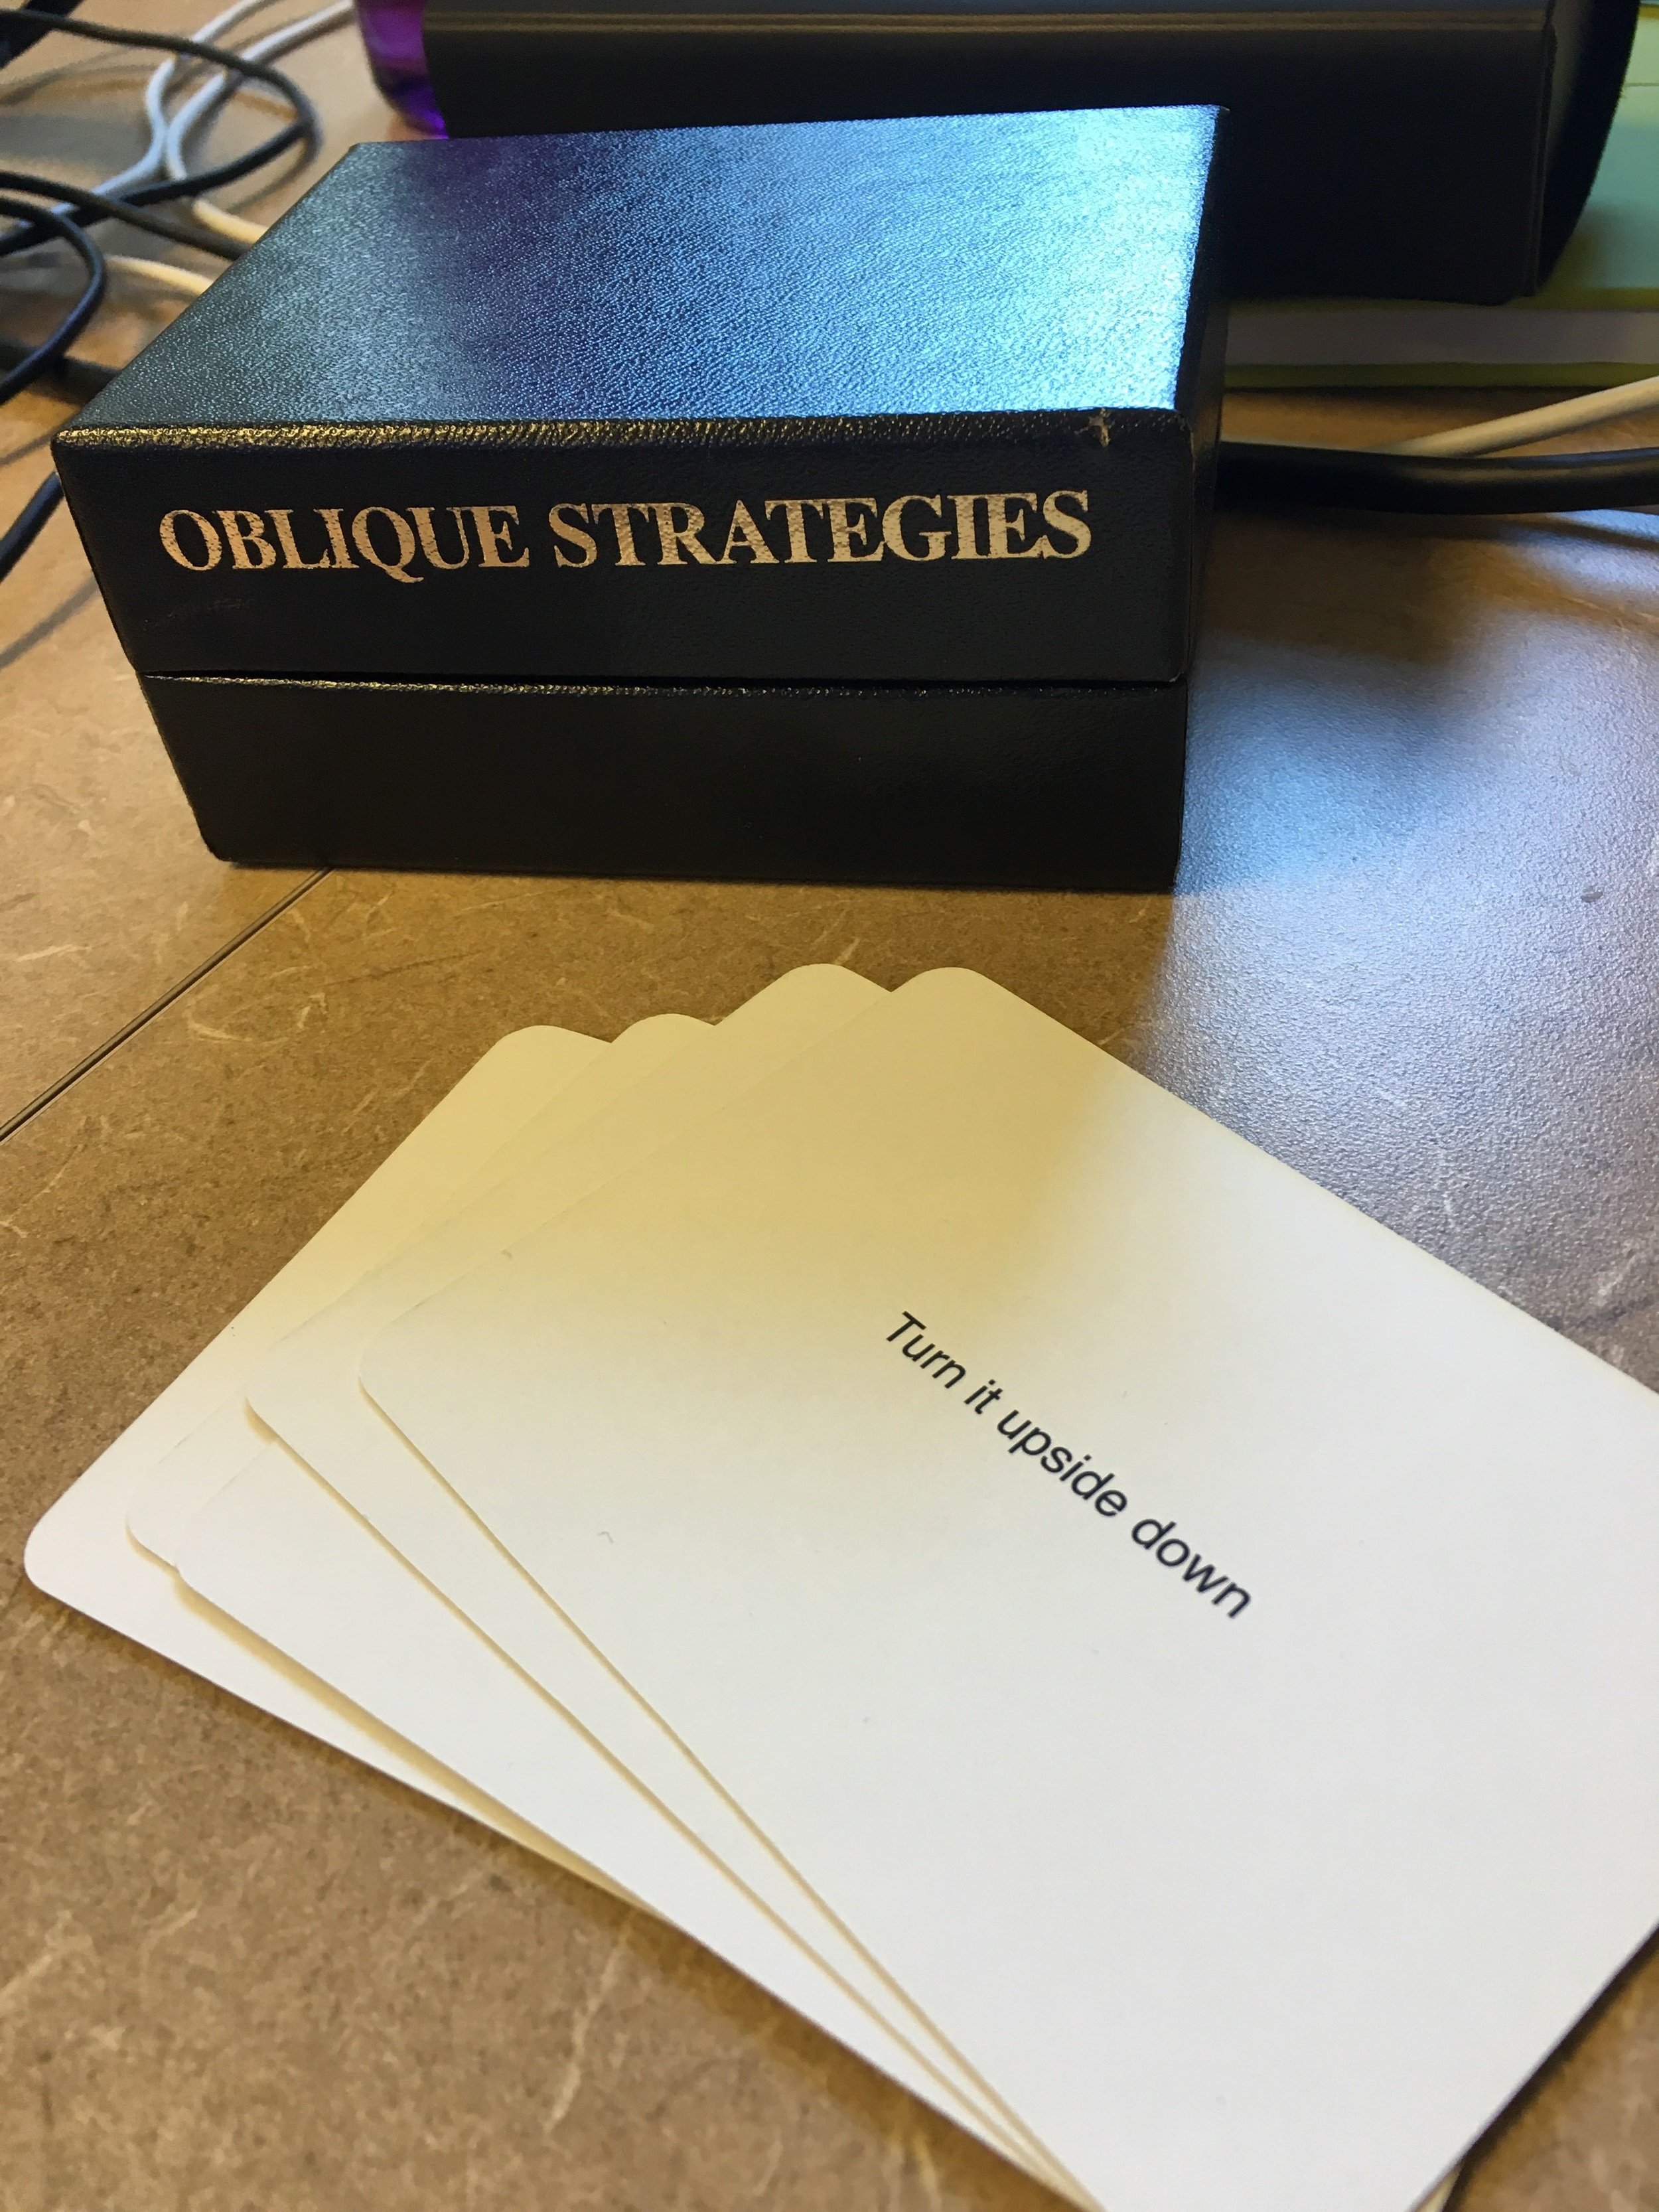 OBLIQUE STRATEGIES
Turn it upside down